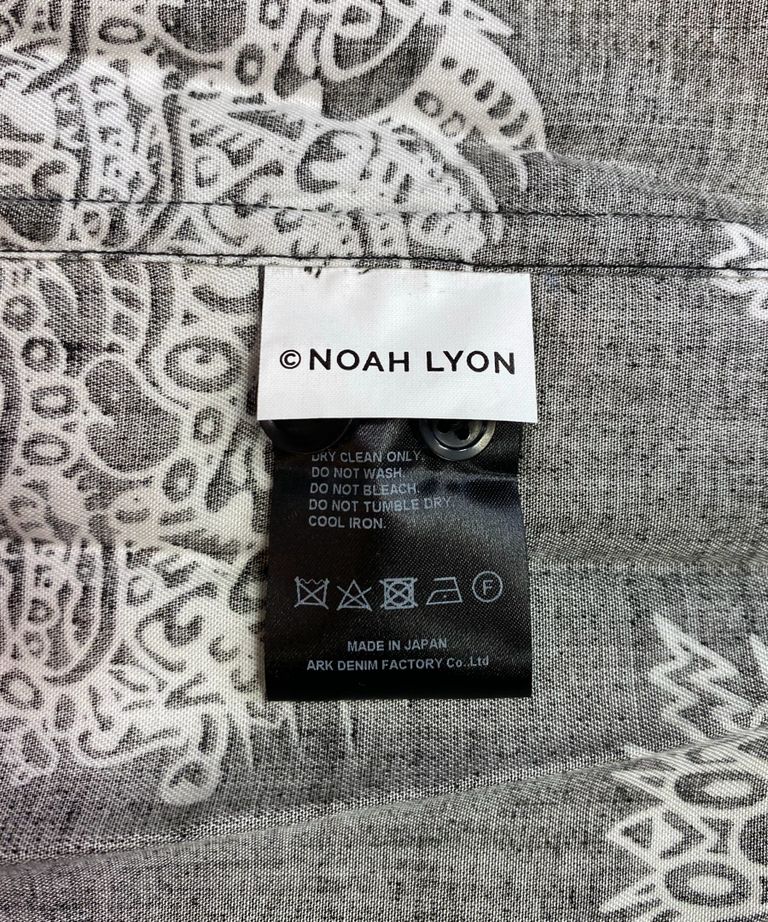 © NOAH LYON
DRY CLEAN ONLY.
DO NOT WASH.
DO NOT BLEACH.
DO NOT TUMBLE DRY.
COOL IRON.
F
MADE IN JAPAN
ARK DENIM FACTORY Co.,Ltd